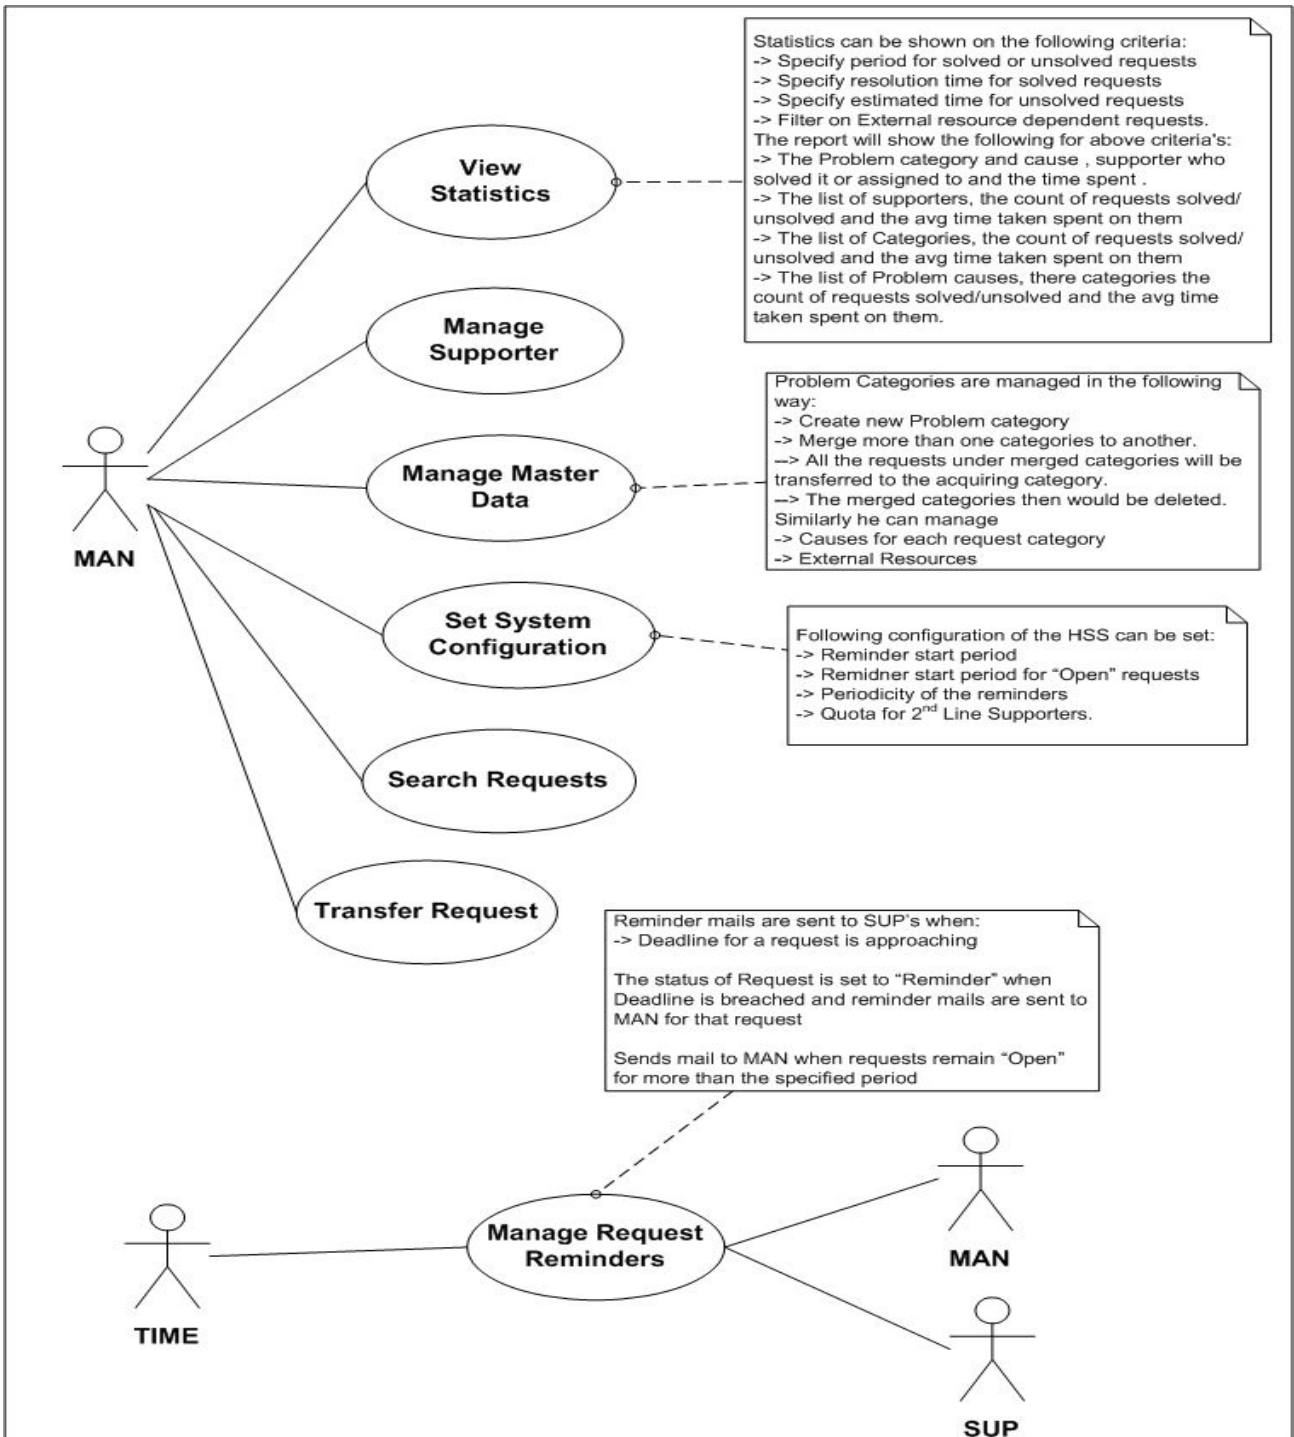 Statistics can be shown on the following criteria:
-> Specify period for solved or unsolved requests
-> Specify resolution time for solved requests
-> Specify estimated time for unsolved requests
-> Filter on External resource dependent requests.
The report will show the following for above criteria's:
-> The Problem category and cause , supporter who
solved it or assigned to and the time spent .
-> The list of supporters, the count of requests solved/
unsolved and the avg time taken spent on them
-> The list of Categories, the count of requests solved/
unsolved and the avg time taken spent on them
-> The list of Problem causes, there categories the
count of requests solved/unsolved and the avg time
taken spent on them.
View
Statistics
Manage
Supporter
Problem Categories are managed in the following
way:
-> Create new Problem category
-> Merge more than one categories to another.
--> All the requests under merged categories will be
transferred to the acquiring category.
--> The merged categories then would be deleted.
Similarly he can manage
-> Causes for each request category
-> External Resources
Manage Master
Data
MAN
Set System
Configuration
Following configuration of the HSS can be set:
-> Reminder start period
-> Remidner start period for “Open” requests
-> Periodicity of the reminders
-> Quota for 2nd Line Supporters.
Search Requests
Transfer Request
Reminder mails are sent to SUP's when:
-> Deadline for a request is approaching
The status of Request is set to “Reminder” when
Deadline is breached and reminder mails are sent to
MAN for that request
Sends mail to MAN when requests remain “Open”
for more than the specified period
Manage Request
Reminders
MAN
TIME
SUP